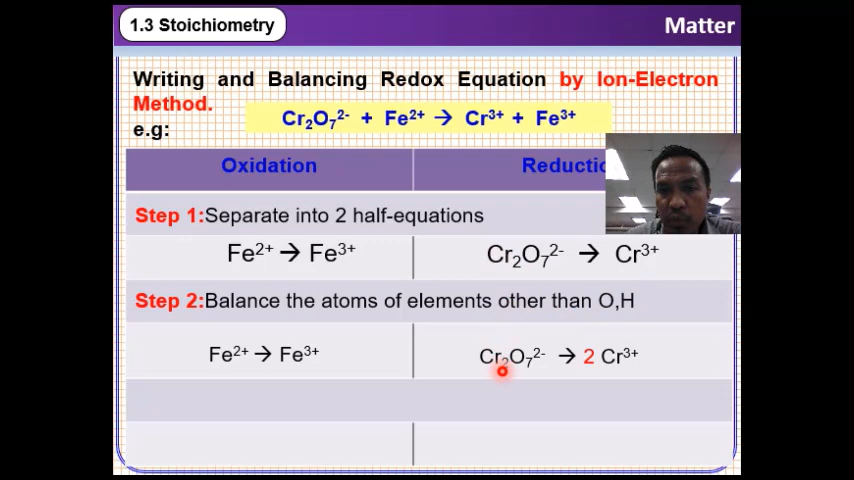 1.3 Stoichiometry
Matter
Writing and Balancing Redox Equation by Ion-Electron
Method.
e.g:
Cr₂O₇²⁻ + Fe²⁺ → Cr³⁺ + Fe³⁺
Oxidation
Step 1:Separate into 2 half-equations
Fe²⁺ → Fe³⁺
Cr₂O₇²⁻ → Cr³⁺
Step 2:Balance the atoms of elements other than O,H
Fe²⁺ → Fe³⁺
Cr₂O₇²⁻ → 2 Cr³⁺